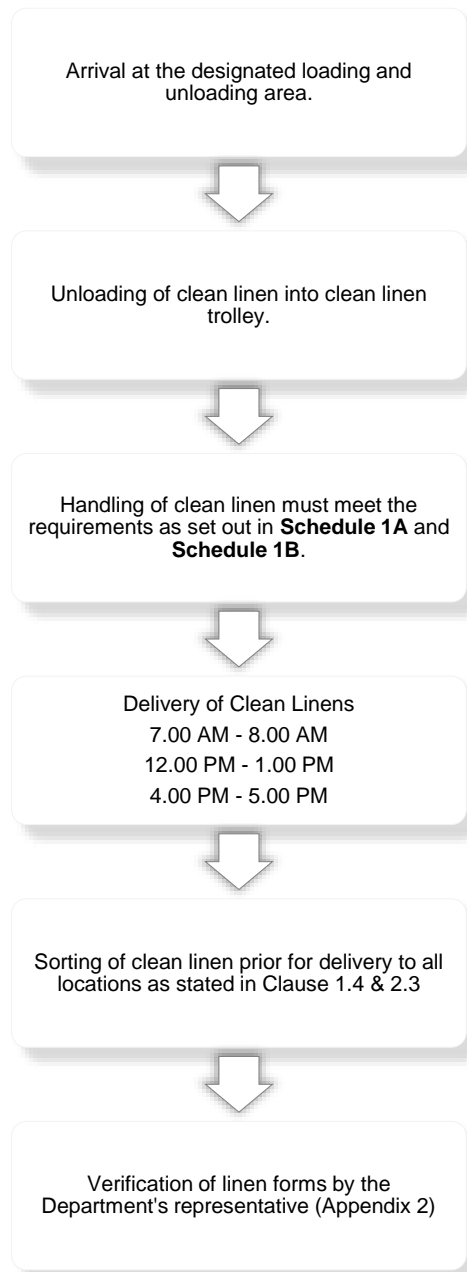 Arrival at the designated loading and
unloading area.
Unloading of clean linen into clean linen
trolley.
Handling of clean linen must meet the
requirements as set out in Schedule 1A and
Schedule 1B.
Delivery of Clean Linens
7.00 AM - 8.00 AM
12.00 PM - 1.00 PM
4.00 PM - 5.00 PM
Sorting of clean linen prior for delivery to all
locations as stated in Clause 1.4 & 2.3
Verification of linen forms by the
Department's representative (Appendix 2)